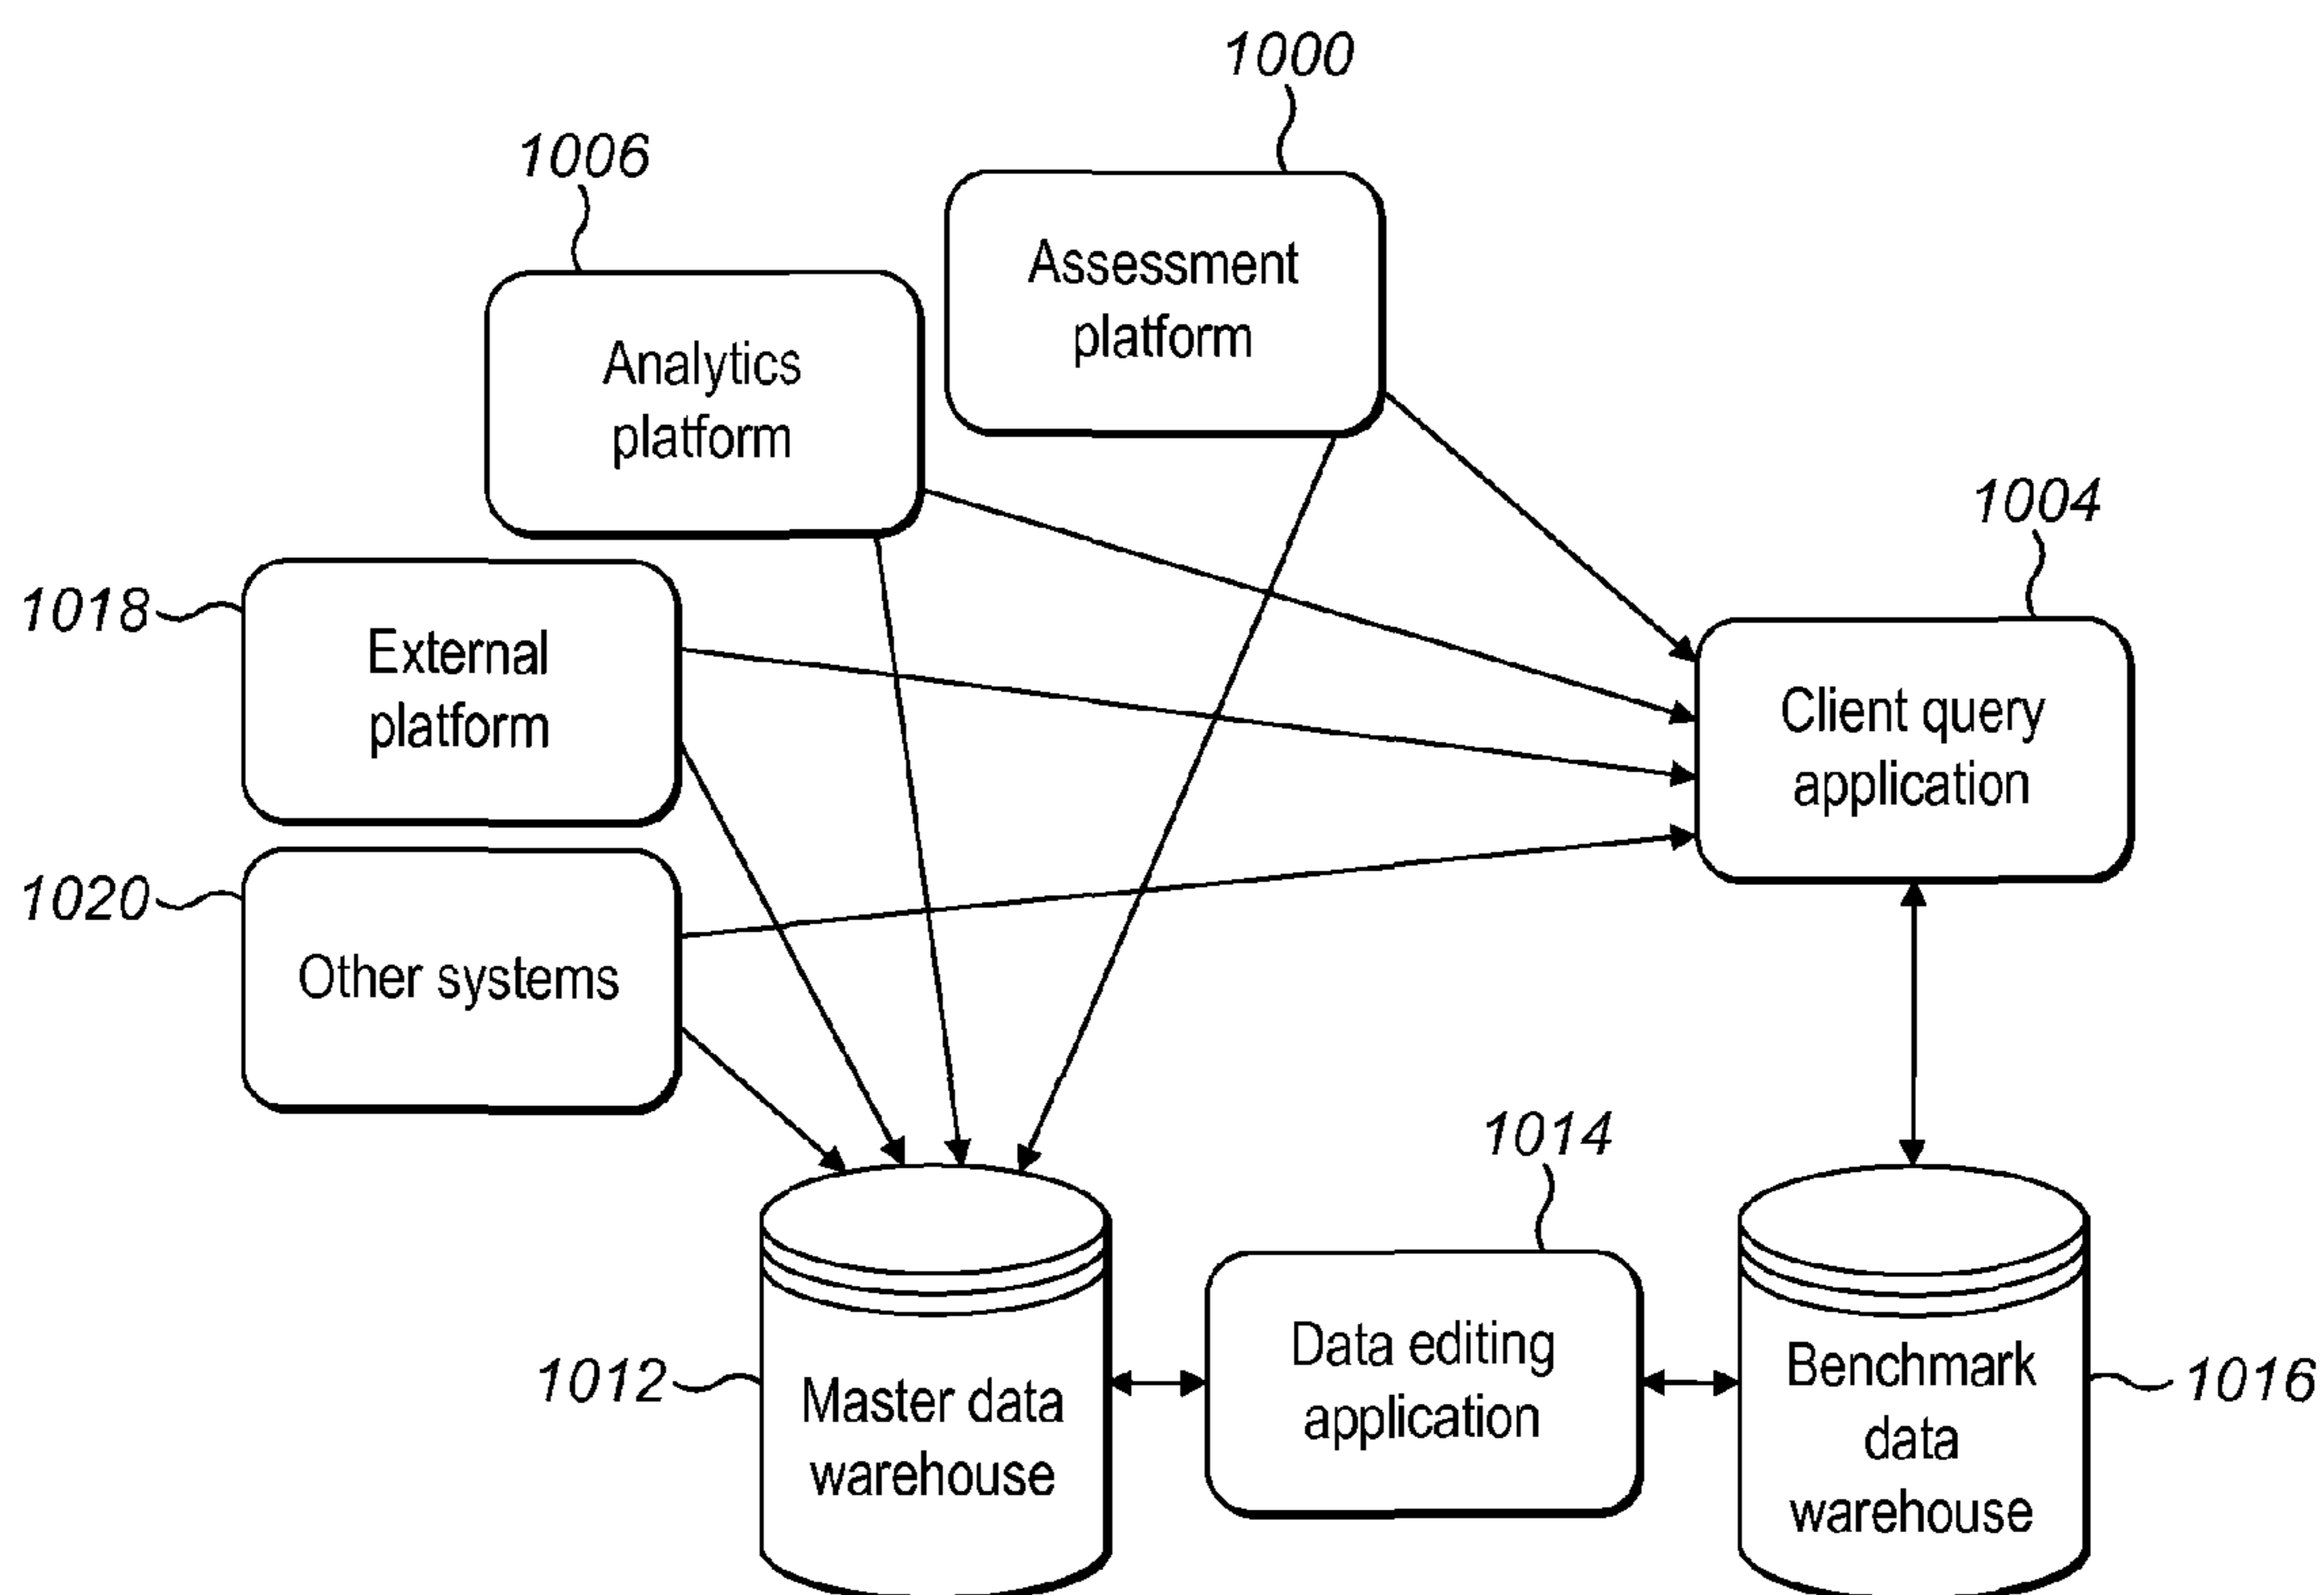 1000
1006
Assessment
platform
Analytics
platform
1004
1018
External
platform
Client query
application
1020
Other systems
1014
1012
Master data
warehouse
Data editing
application
Benchmark
data
warehouse
1016